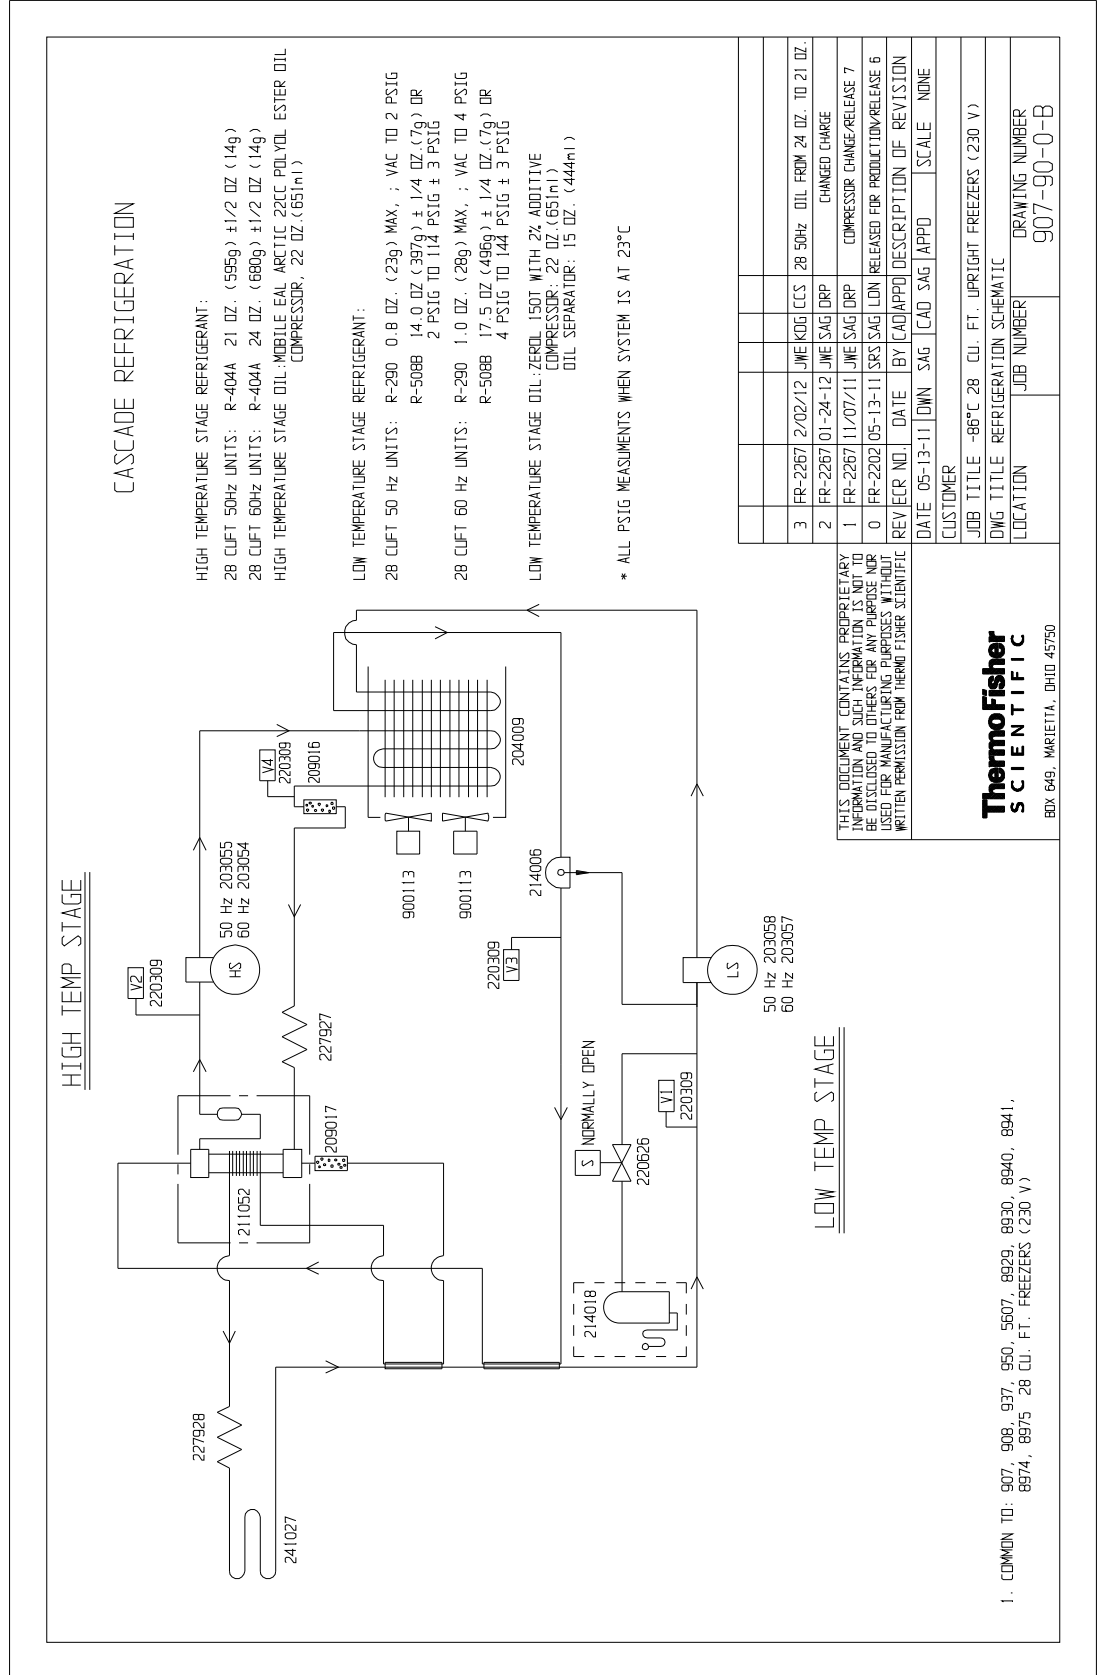 CASCADE REFRIGERATION
HIGH TEMPERATURE STAGE REFRIGERANT:
28 CUFT 50Hz UNITS: R-404A 21 OZ. (595g) ±1/2 OZ (14g)
28 CUFT 60Hz UNITS: R-404A 24 OZ. (680g) ±1/2 OZ (14g)
HIGH TEMPERATURE STAGE OIL:MOBILE EAL ARCTIC 22CC POLYOL ESTER OIL
COMPRESSOR, 22 OZ.(651ml)
LOW TEMPERATURE STAGE REFRIGERANT:
28 CUFT 50 Hz UNITS: R-290 0.8 OZ. (23g) MAX, ; VAC TO 2 PSIG
R-508B 14.0 OZ (397g) ± 1/4 OZ.(7g) OR
2 PSIG TO 114 PSIG ± 3 PSIG
28 CUFT 60 Hz UNITS: R-290 1.0 OZ. (28g) MAX, ; VAC TO 4 PSIG
R-508B 17.5 OZ (496g) ± 1/4 OZ.(7g) OR
4 PSIG TO 144 PSIG ± 3 PSIG
LOW TEMPERATURE STAGE OIL:ZEROL 150T WITH 2% ADDITIVE
COMPRESSOR: 22 OZ.(651ml)
OIL SEPARATOR: 15 OZ. (444ml)
* ALL PSIG MEASUMENTS WHEN SYSTEM IS AT 23°C
HIGH TEMP STAGE
V2
220309
HS
50 Hz 203055
60 Hz 203054
V4
220309
209016
204009
900113
900113
227927
209017
211052
227928
241027
214006
V3
220309
LS
50 Hz 203058
60 Hz 203057
S
NORMALLY OPEN
220626
V1
220309
214018
LOW TEMP STAGE
1. COMMON TO: 907, 908, 937, 950, 5607, 8929, 8930, 8940, 8941,
8974, 8975 28 CU. FT. FREEZERS (230 V)
THIS DOCUMENT CONTAINS PROPRIETARY
INFORMATION AND SUCH INFORMATION IS NOT TO
BE DISCLOSED TO OTHERS FOR ANY PURPOSE NOR
USED FOR MANUFACTURING PURPOSES WITHOUT
WRITTEN PERMISSION FROM THERMO FISHER SCIENTIFIC
ThermoFisher
SCIENTIFIC
BOX 649, MARIETTA, OHIO 45750
3 FR-2267 2/02/12 JWE KDG CCS 28 50Hz OIL FROM 24 OZ. TO 21 OZ.
2 FR-2267 01-24-12 JWE SAG DRP CHANGED CHARGE
1 FR-2267 11/07/11 JWE SAG DRP COMPRESSOR CHANGE/RELEASE 7
0 FR-2202 05-13-11 SRS SAG LDN RELEASED FOR PRODUCTION/RELEASE 6
REV ECR NO. DATE BY CAD APPD DESCRIPTION OF REVISION
DATE 05-13-11 DWN SAG CAD SAG APPD SCALE NONE
CUSTOMER
JOB TITLE -86°C 28 CU. FT. UPRIGHT FREEZERS (230 V)
DWG TITLE REFRIGERATION SCHEMATIC
LOCATION JOB NUMBER DRAWING NUMBER
907-90-0-B